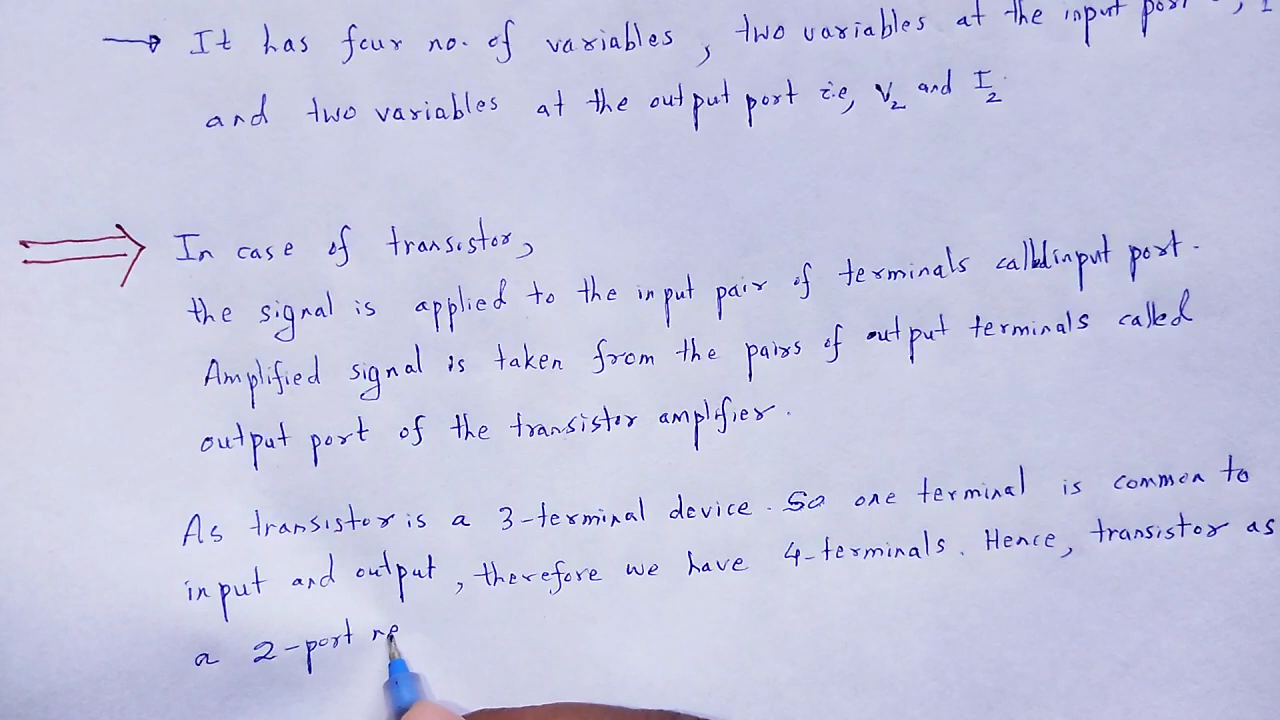 It has four no. of variables, two variables at the input port
and two variables at the output port i.e, V₂ and I₂
In case of transistor,
the signal is applied to the input pair of terminals called input port.
Amplified signal is taken from the pairs of output terminals called
output port of the transistor amplifier.
As transistor is a 3-terminal device. So one terminal is common to
input and output, therefore we have 4-terminals. Hence, transistor as
a 2-port ne